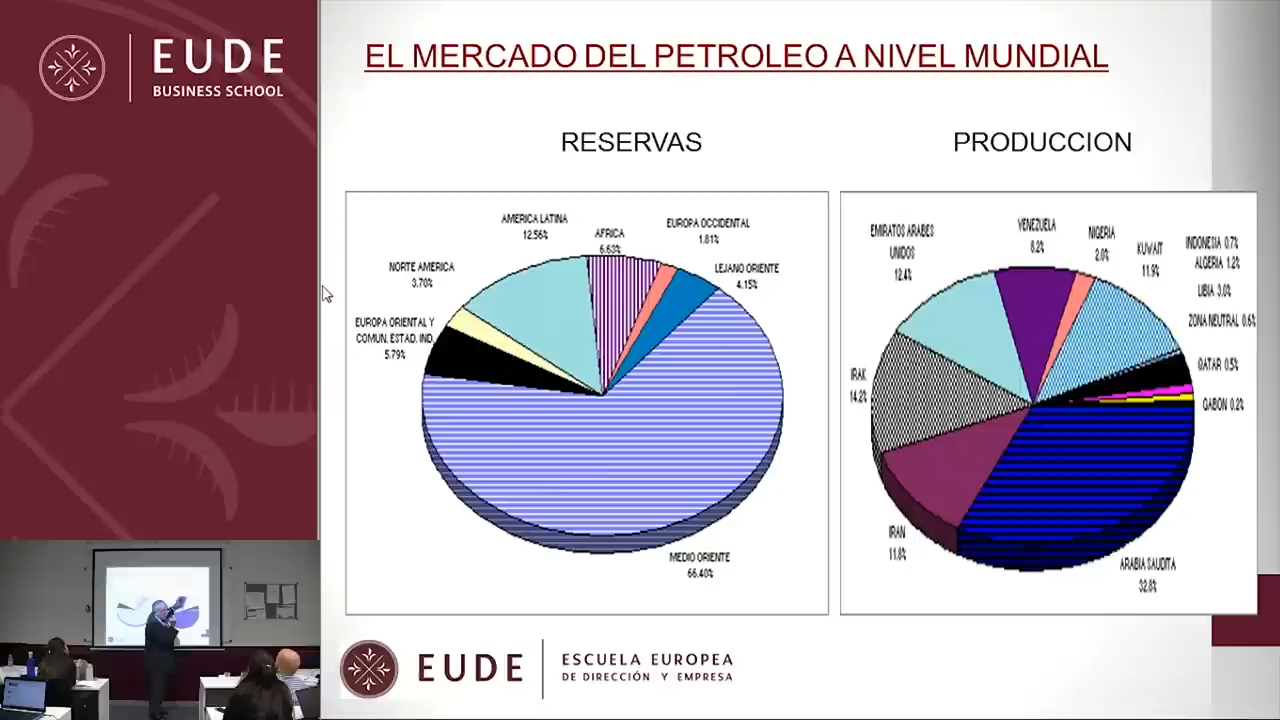 EUDE
BUSINESS SCHOOL
EL MERCADO DEL PETROLEO A NIVEL MUNDIAL
RESERVAS
PRODUCCION
AMERICA LATINA
12.56%
AFRICA
6.63%
EUROPA OCCIDENTAL
1.81%
NORTE AMERICA
3.70%
LEJANO ORIENTE
4.15%
EUROPA ORIENTAL Y
COMUN. ESTAD. IND.
5.79%
MEDIO ORIENTE
66.40%
EMIRATOS ARABES
UNIDOS
12.4%
VENEZUELA
8.2%
NIGERIA
2.0%
KUWAIT
11.9%
INDONESIA 0.7%
ALGERIA 1.2%
LIBIA 3.0%
ZONA NEUTRAL 0.6%
QATAR 0.5%
GABON 0.2%
IRAK
14.2%
IRAN
11.8%
ARABIA SAUDITA
32.8%
EUDE
ESCUELA EUROPEA
DE DIRECCIÓN Y EMPRESA